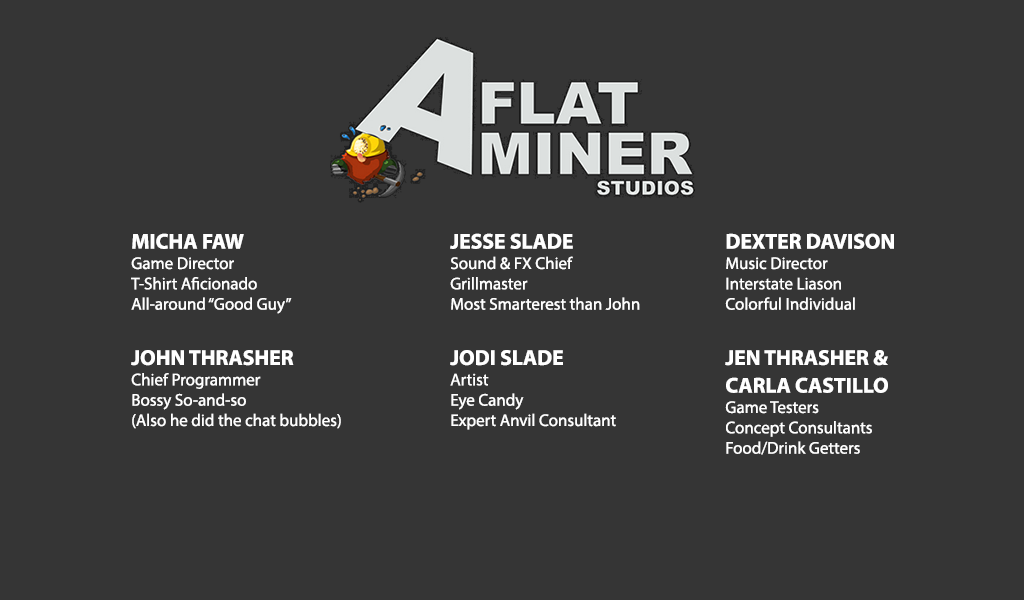 A FLAT
MINER
STUDIOS
MICHA FAW
Game Director
T-Shirt Aficionado
All-around “Good Guy”
JESSE SLADE
Sound & FX Chief
Grillmaster
Most Smarterest than John
DEXTER DAVISON
Music Director
Interstate Liason
Colorful Individual
JOHN THRASHER
Chief Programmer
Bossy So-and-so
(Also he did the chat bubbles)
JODI SLADE
Artist
Eye Candy
Expert Anvil Consultant
JEN THRASHER &
CARLA CASTILLO
Game Testers
Concept Consultants
Food/Drink Getters